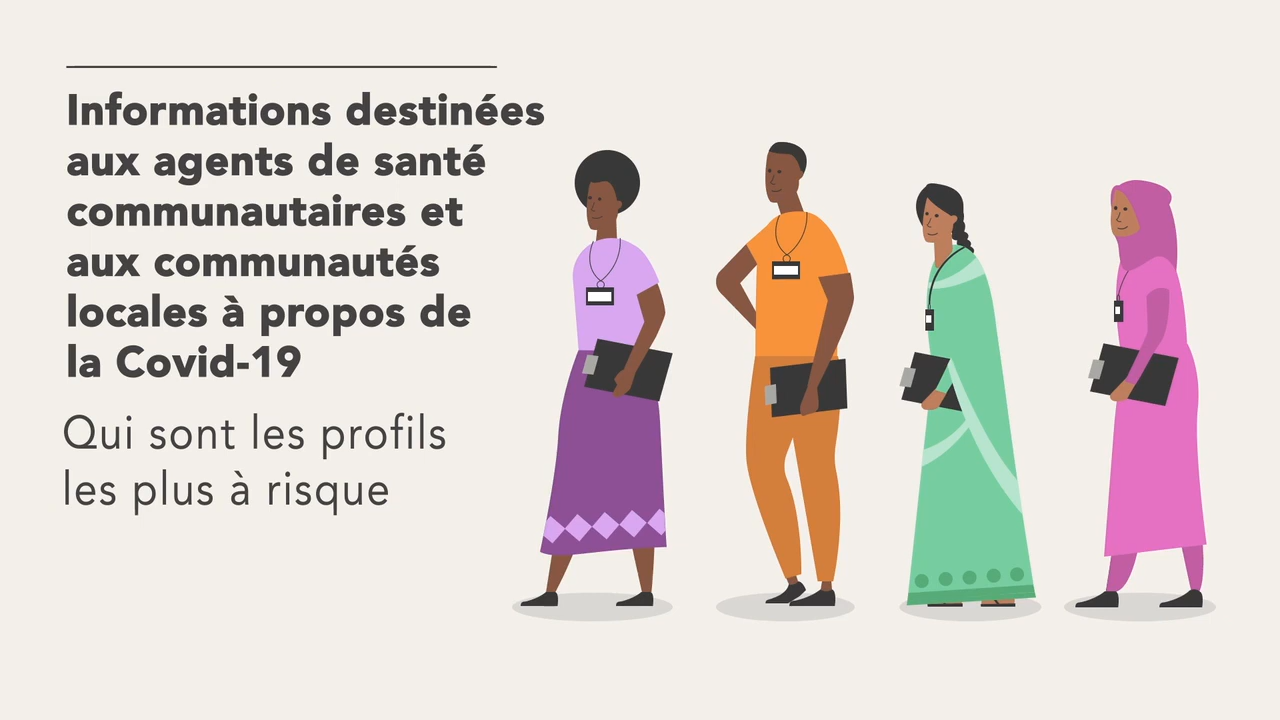 Informations destinées
aux agents de santé
communautaires et
aux communautés
locales à propos de
la Covid-19
Qui sont les profils
les plus à risque